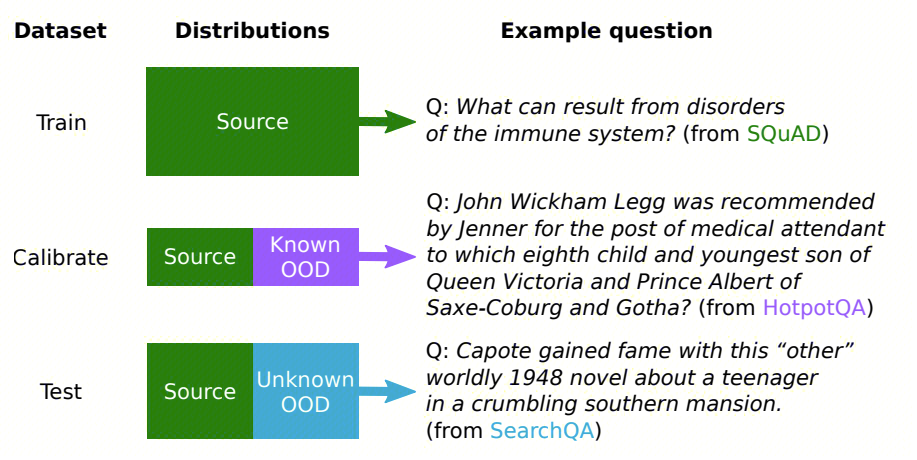 Dataset Distributions Example question
Train
Source
Q: What can result from disorders
of the immune system? (from SQuAD)
Calibrate
Source
Known
OOD
Q: John Wickham Legg was recommended
by Jenner for the post of medical attendant
to which eighth child and youngest son of
Queen Victoria and Prince Albert of
Saxe-Coburg and Gotha? (from HotpotQA)
Test
Source
Unknown
OOD
Q: Capote gained fame with this “other”
worldly 1948 novel about a teenager
in a crumbling southern mansion.
(from SearchQA)